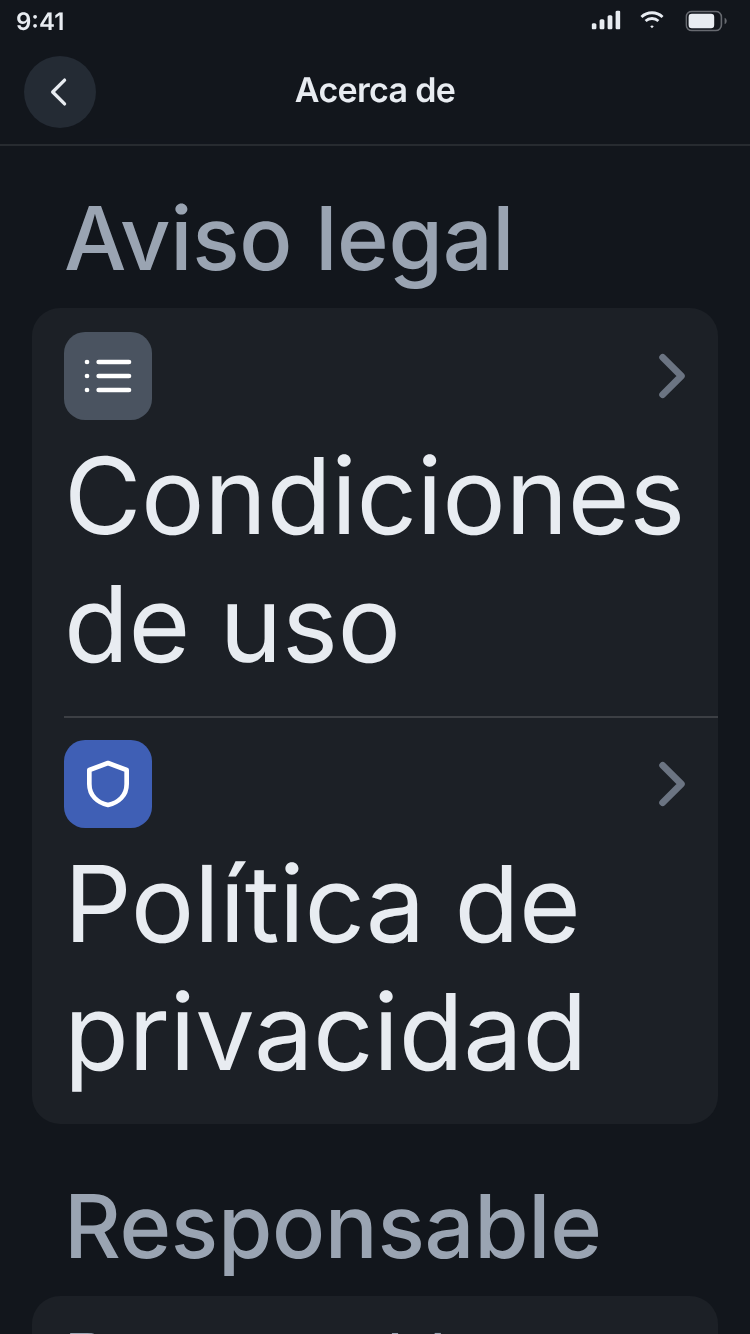 9:41
Acerca de
Aviso legal
Condiciones
de uso
Política de
privacidad
Responsable